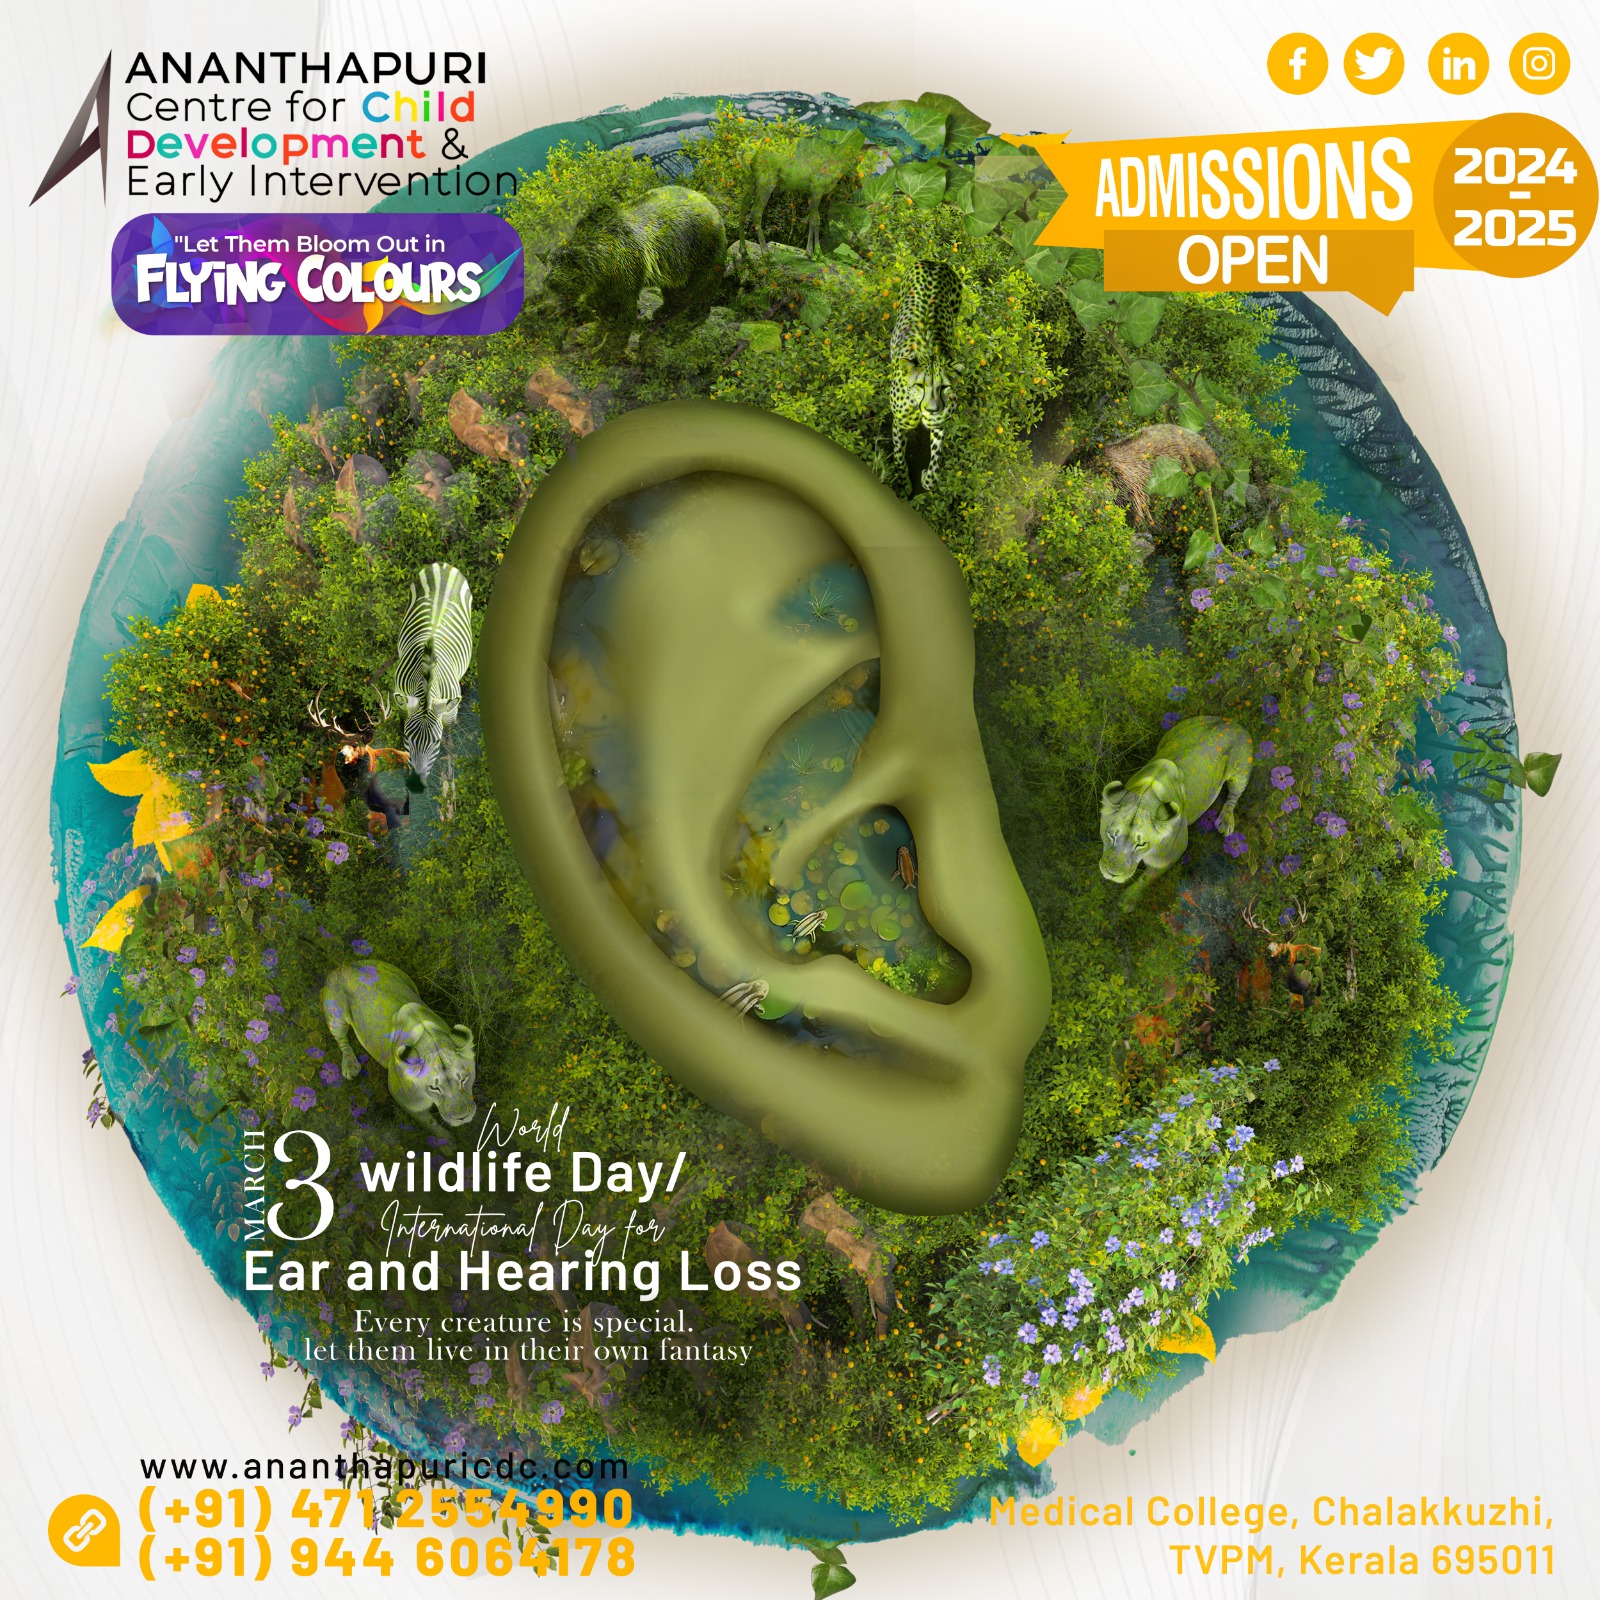 ANANTHAPURI
Centre for Child
Development &
Early Intervention
"Let Them Bloom Out in
FLYING COLOURS
ADMISSIONS
OPEN
2024
-
2025
MARCH
3
World
wildlife Day/
International Day for
Ear and Hearing Loss
Every creature is special.
let them live in their own fantasy
www.ananthapuricdc.com
(+91) 471 2554990
(+91) 944 6064178
Medical College, Chalakkuzhi,
TVPM, Kerala 695011